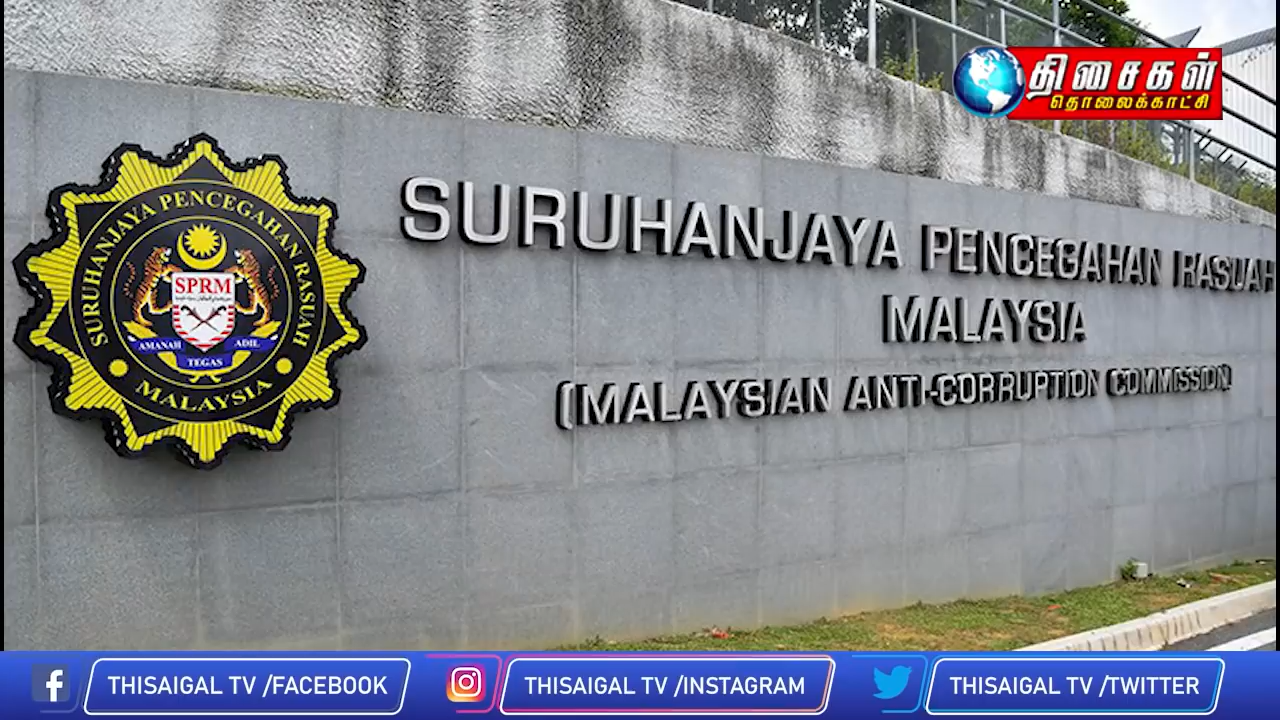 திசைகள்
தொலைக்காட்சி
SURUHANJAYA PENCEGAHAN RASUAH
MALAYSIA
(MALAYSIAN ANTI-CORRUPTION COMMISSION)
SURUHANJAYA PENCEGAHAN RASUAH
SPRM
AMANAH
TEGAS
ADIL
MALAYSIA
THISAIGAL TV /FACEBOOK
THISAIGAL TV /INSTAGRAM
THISAIGAL TV /TWITTER